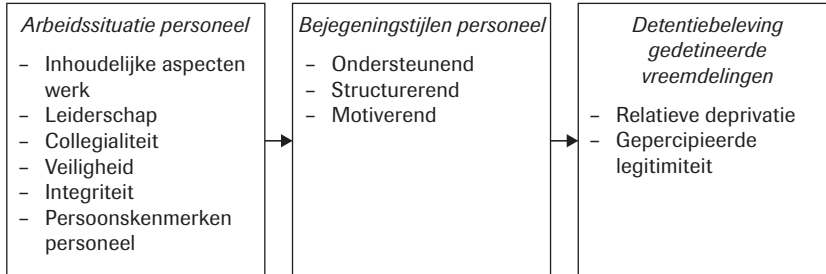 Arbeidssituatie personeel
– Inhoudelijke aspecten
werk
– Leiderschap
– Collegialiteit
– Veiligheid
– Integriteit
– Persoonskenmerken
personeel
Bejegeningstijlen personeel
– Ondersteunend
– Structurerend
– Motiverend
Detentiebeleving
gedetineerde
vreemdelingen
– Relatieve deprivatie
– Gepercipieerde
legitimiteit